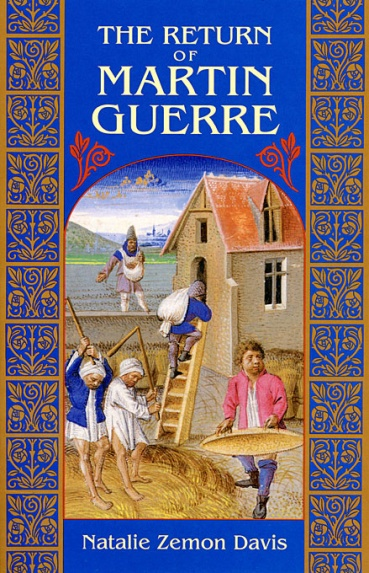 THE RETURN
OF
MARTIN
GUERRE
Natalie Zemon Davis